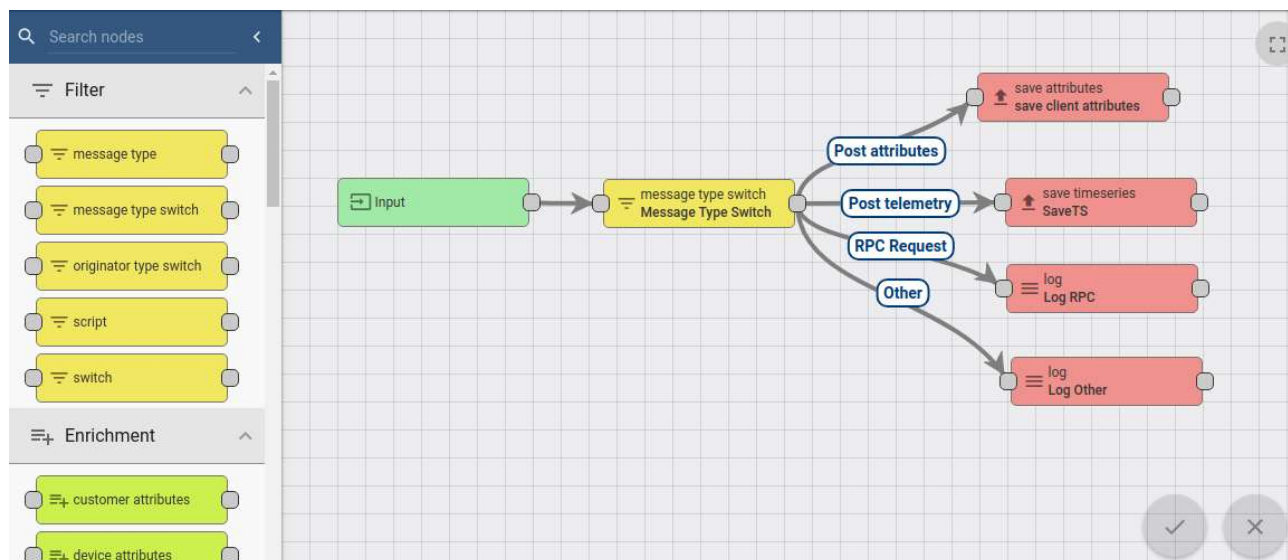 Search nodes
Filter
message type
message type switch
originator type switch
script
switch
Enrichment
customer attributes
device attributes
Input
message type switch
Message Type Switch
Post attributes
Post telemetry
RPC Request
Other
save attributes
save client attributes
save timeseries
SaveTS
log
Log RPC
log
Log Other